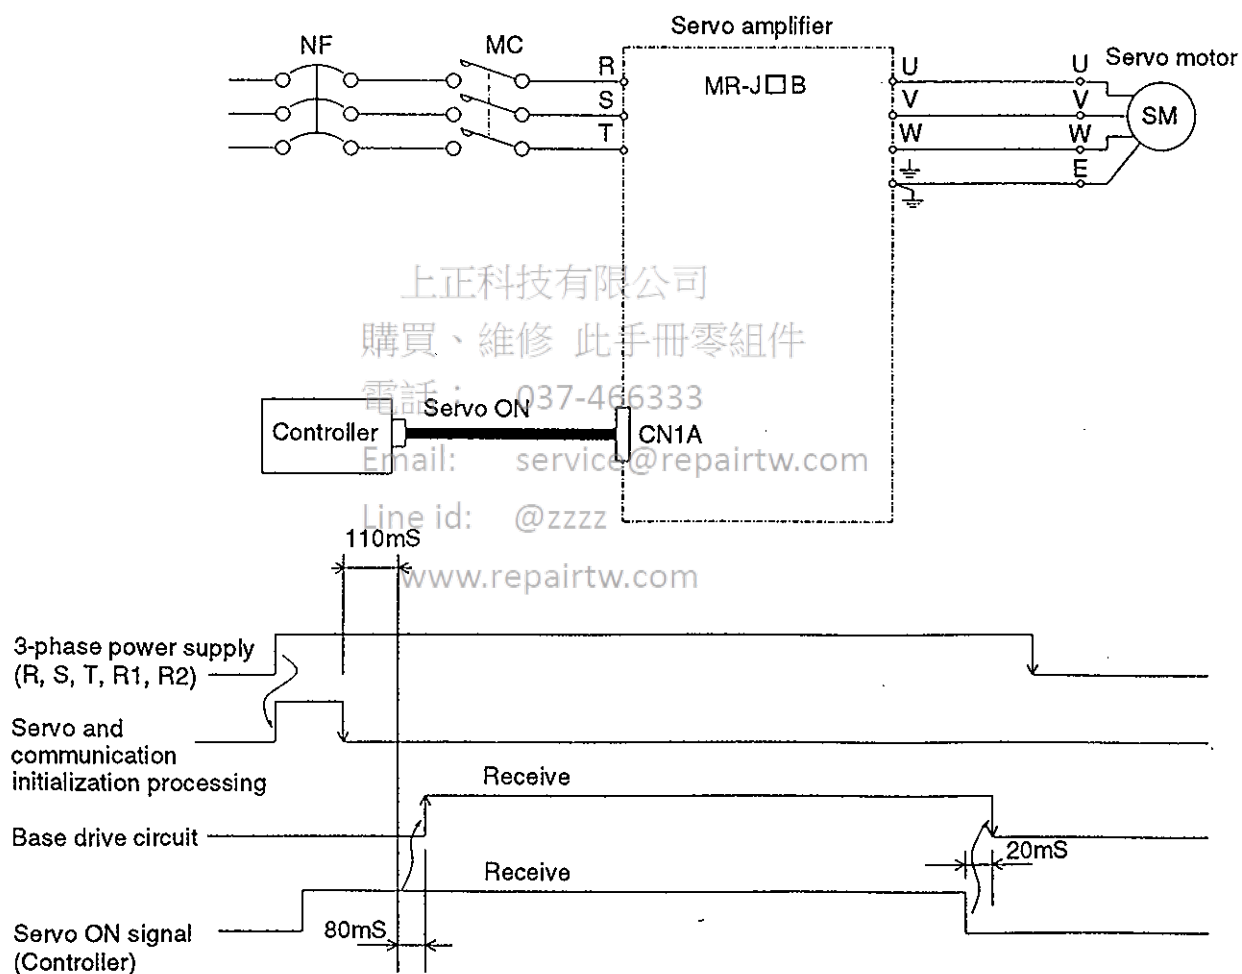 Servo amplifier
NF
MC
R
S
T
MR-J□B
U
V
W
U
V
W
E
Servo motor
SM
上正科技有限公司
購買、維修 此手冊零組件
電話： 037-466333
Servo ON
Controller
CN1A
Email: service@repairtw.com
Line id: @zzzz
110mS
www.repairtw.com
3-phase power supply
(R, S, T, R1, R2)
Servo and
communication
initialization processing
Receive
Base drive circuit
20mS
Receive
80mS
Servo ON signal
(Controller)